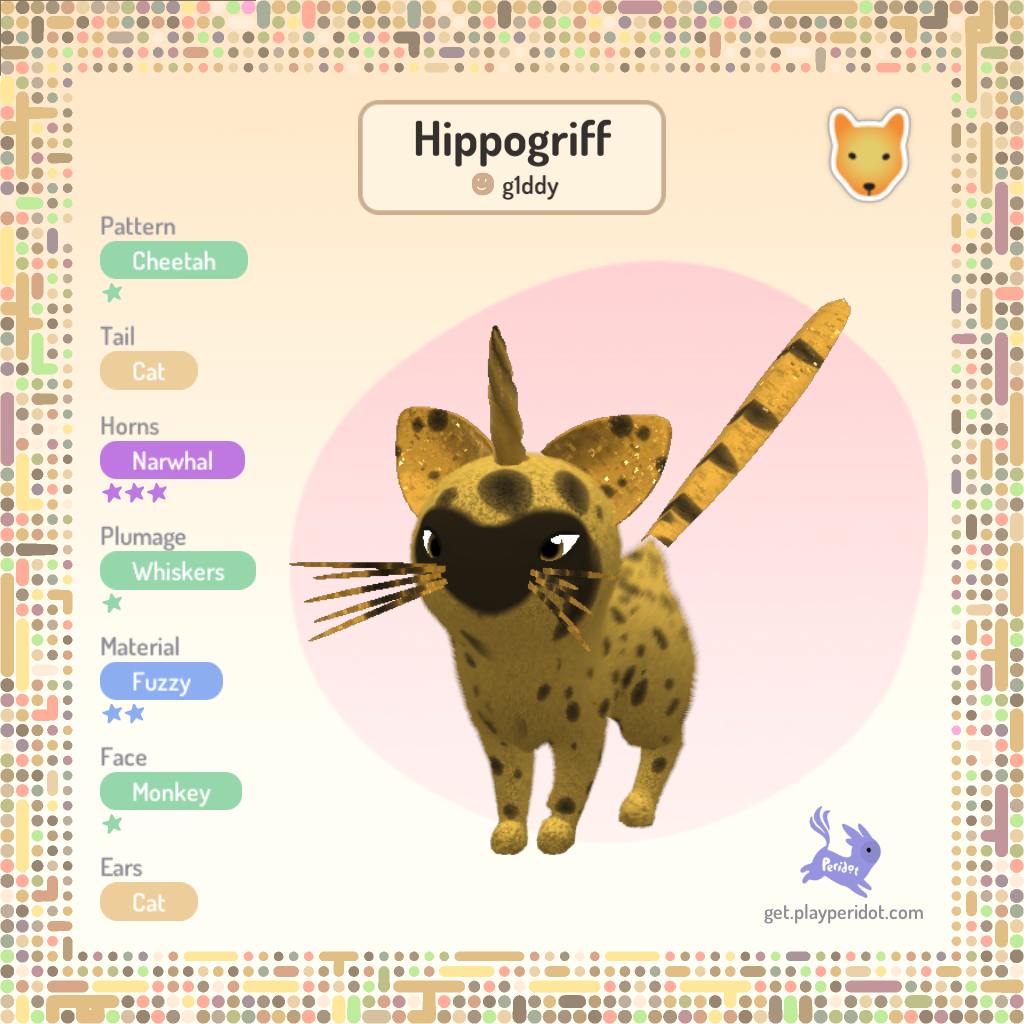 Hippogriff
g1ddy
Pattern
Cheetah
Tail
Cat
Horns
Narwhal
Plumage
Whiskers
Material
Fuzzy
Face
Monkey
Ears
Cat
Peridot
get.playperidot.com